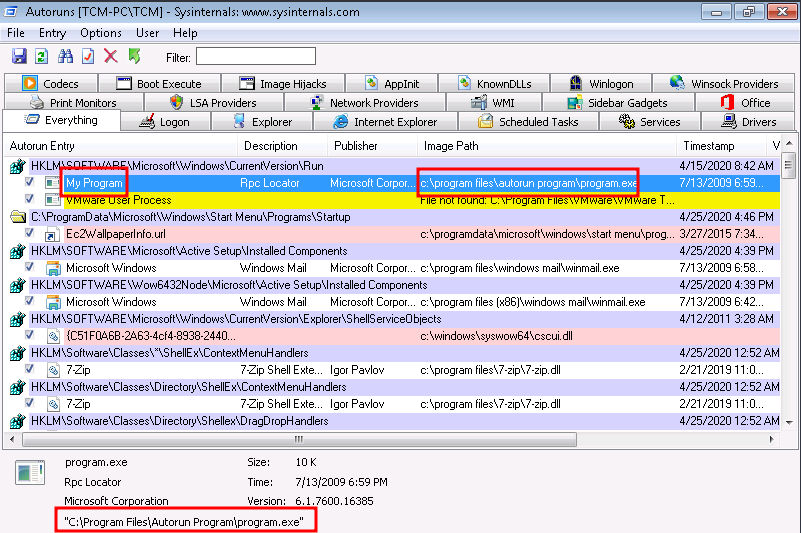 Autoruns [TCM-PC\TCM] - Sysinternals: www.sysinternals.com
File Entry Options User Help
Filter:
Codecs Boot Execute Image Hijacks AppInit KnownDLLs Winlogon Winsock Providers
Print Monitors LSA Providers Network Providers WMI Sidebar Gadgets Office
Everything Logon Explorer Internet Explorer Scheduled Tasks Services Drivers
Autorun Entry Description Publisher Image Path Timestamp V
HKLM\SOFTWARE\Microsoft\Windows\CurrentVersion\Run 4/15/2020 8:42 AM
My Program Rpc Locator Microsoft Corpor... c:\program files\autorun program\program.exe 7/13/2009 6:59...
VMware User Process File not found: C:\Program Files\VMware\VMware T...
C:\ProgramData\Microsoft\Windows\Start Menu\Programs\Startup 4/25/2020 4:46 PM
Ec2WallpaperInfo.url c:\programdata\microsoft\windows\start menu\prog... 3/27/2015 7:34...
HKLM\SOFTWARE\Microsoft\Active Setup\Installed Components 4/25/2020 4:39 PM
Microsoft Windows Windows Mail Microsoft Corpor... c:\program files\windows mail\winmail.exe 7/13/2009 6:58...
HKLM\SOFTWARE\Wow6432Node\Microsoft\Active Setup\Installed Components 4/25/2020 4:39 PM
Microsoft Windows Windows Mail Microsoft Corpor... c:\program files (x86)\windows mail\winmail.exe 7/13/2009 6:42...
HKLM\SOFTWARE\Microsoft\Windows\CurrentVersion\Explorer\ShellServiceObjects 4/12/2011 3:28 AM
{C51F0A6B-2A63-4cf4-8938-2440... c:\windows\syswow64\cscui.dll
HKLM\Software\Classes\*\ShellEx\ContextMenuHandlers 4/25/2020 12:52 AM
7-Zip 7-Zip Shell Exte... Igor Pavlov c:\program files\7-zip\7-zip.dll 2/21/2019 11:0...
HKLM\Software\Classes\Directory\ShellEx\ContextMenuHandlers 4/25/2020 12:52 AM
7-Zip 7-Zip Shell Exte... Igor Pavlov c:\program files\7-zip\7-zip.dll 2/21/2019 11:0...
HKLM\Software\Classes\Directory\Shellex\DragDropHandlers 4/25/2020 12:52 AM
program.exe Size: 10 K
Rpc Locator Time: 7/13/2009 6:59 PM
Microsoft Corporation Version: 6.1.7600.16385
"C:\Program Files\Autorun Program\program.exe"